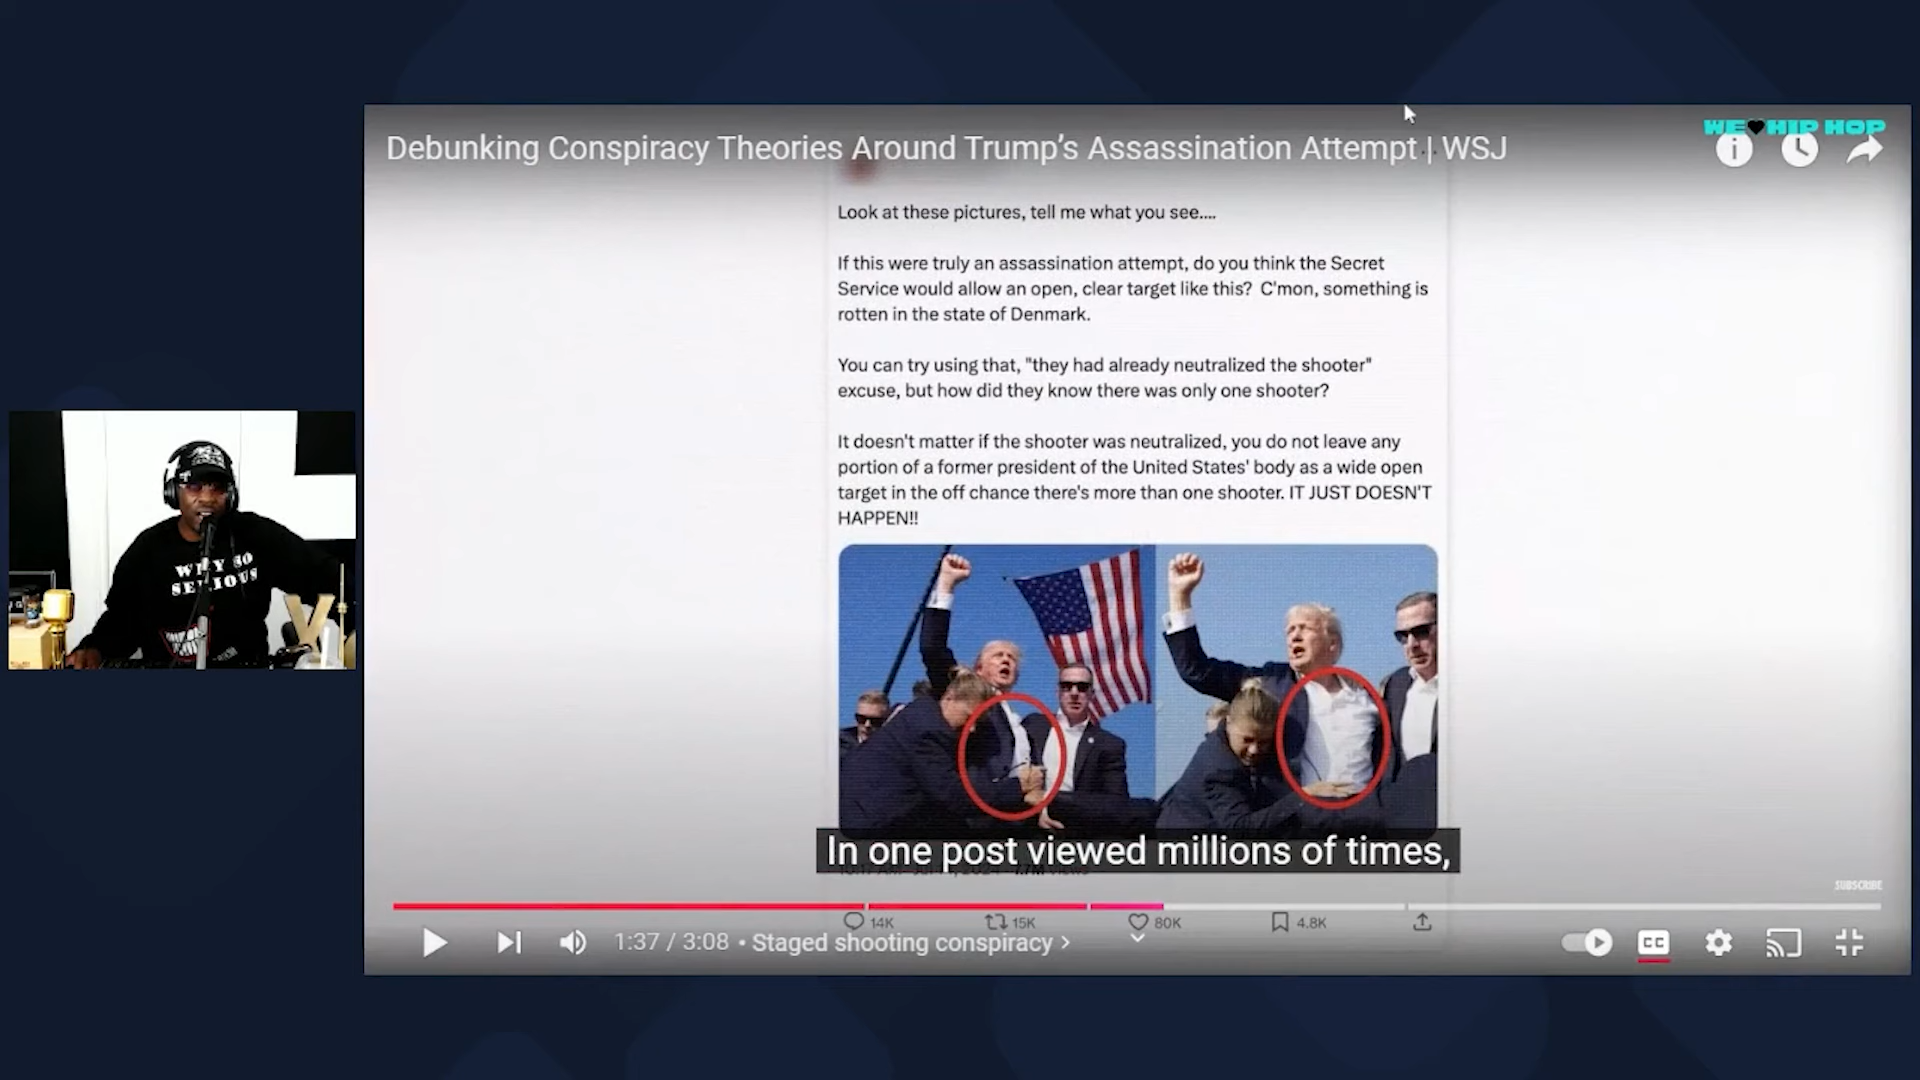 Debunking Conspiracy Theories Around Trump's Assassination Attempt | WSJ
WE HIP HOP
Look at these pictures, tell me what you see....
If this were truly an assassination attempt, do you think the Secret
Service would allow an open, clear target like this? C'mon, something is
rotten in the state of Denmark.
You can try using that, "they had already neutralized the shooter"
excuse, but how did they know there was only one shooter?
It doesn't matter if the shooter was neutralized, you do not leave any
portion of a former president of the United States' body as a wide open
target in the off chance there's more than one shooter. IT JUST DOESN'T
HAPPEN!!
WHY SO
SERIOUS
In one post viewed millions of times,
SUBSCRIBE
14K 15K 80K 4.8K
1:37 / 3:08 • Staged shooting conspiracy >
CC